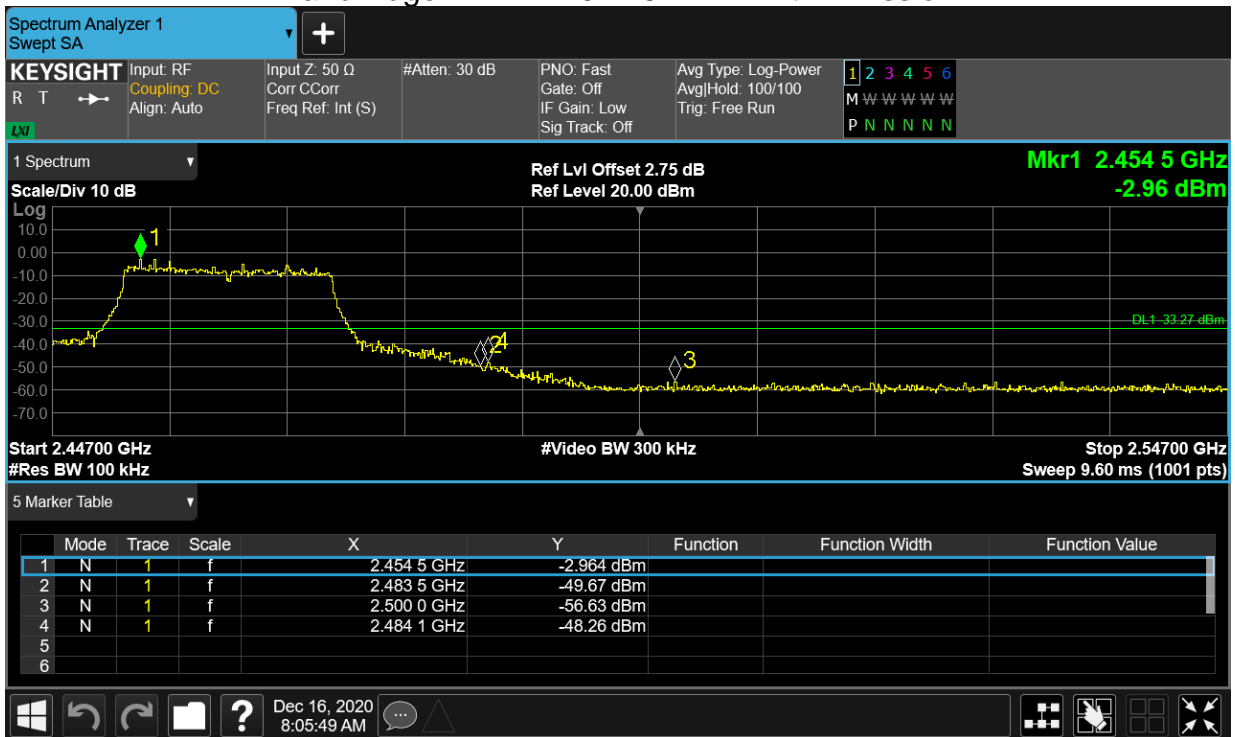 Spectrum Analyzer 1
Swept SA
KEYSIGHT
R T
LXI
Input: RF
Coupling: DC
Align: Auto
Input Z: 50 Ω
Corr CCorr
Freq Ref: Int (S)
#Atten: 30 dB
PNO: Fast
Gate: Off
IF Gain: Low
Sig Track: Off
Avg Type: Log-Power
Avg|Hold: 100/100
Trig: Free Run
1 2 3 4 5 6
M W W W W W
P N N N N N
1 Spectrum
Scale/Div 10 dB
Ref Lvl Offset 2.75 dB
Ref Level 20.00 dBm
Mkr1 2.454 5 GHz
-2.96 dBm
Log
10.0
0.00
-10.0
-20.0
-30.0
-40.0
-50.0
-60.0
-70.0
1
2
4
3
DL1 -33.27 dBm
Start 2.44700 GHz
#Res BW 100 kHz
#Video BW 300 kHz
Stop 2.54700 GHz
Sweep 9.60 ms (1001 pts)
5 Marker Table
Mode Trace Scale X Y Function Function Width Function Value
1 N 1 f 2.454 5 GHz -2.964 dBm
2 N 1 f 2.483 5 GHz -49.67 dBm
3 N 1 f 2.500 0 GHz -56.63 dBm
4 N 1 f 2.484 1 GHz -48.26 dBm
5
6
?
Dec 16, 2020
8:05:49 AM